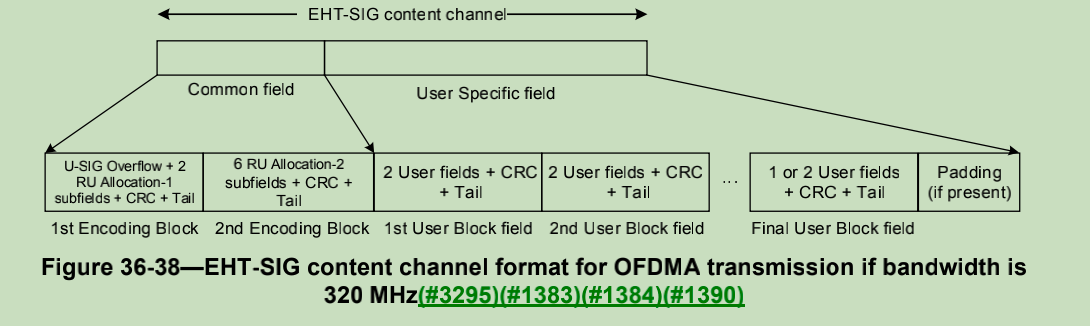 EHT-SIG content channel
Common field
User Specific field
U-SIG Overflow + 2
RU Allocation-1
subfields + CRC + Tail
6 RU Allocation-2
subfields + CRC +
Tail
2 User fields + CRC
+ Tail
2 User fields + CRC
+ Tail
...
1 or 2 User fields
+ CRC + Tail
Padding
(if present)
1st Encoding Block
2nd Encoding Block
1st User Block field
2nd User Block field
Final User Block field
Figure 36-38—EHT-SIG content channel format for OFDMA transmission if bandwidth is
320 MHz(#3295)(#1383)(#1384)(#1390)